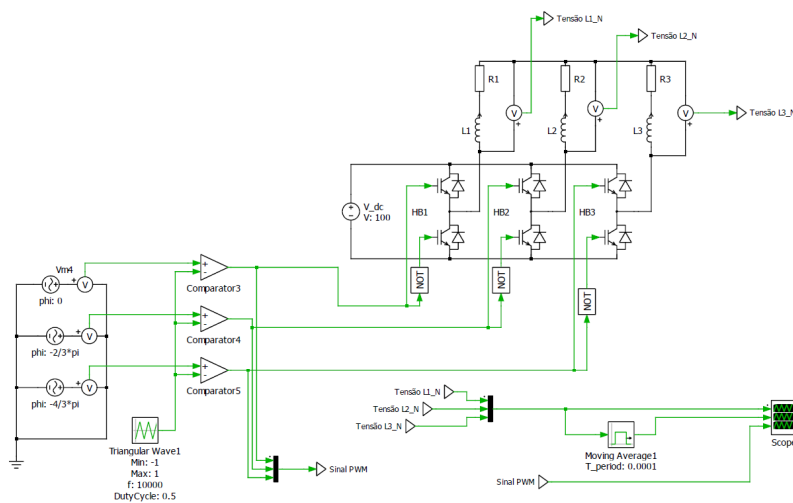 Tensão L1_N
Tensão L2_N
R1
R2
R3
V
V
V
+
+
+
Tensão L3_N
L1
L2
L3
V_dc
V: 100
+
-
HB1
HB2
HB3
NOT
NOT
NOT
Vm4
+
V
phi: 0
+
-
Comparator3
+
V
phi: -2/3*pi
+
-
Comparator4
+
V
phi: -4/3*pi
+
-
Comparator5
Triangular Wave1
Min: -1
Max: 1
f: 10000
DutyCycle: 0.5
Sinal PWM
Tensão L1_N
Tensão L2_N
Tensão L3_N
Moving Average1
T_period: 0.0001
Scope
Sinal PWM